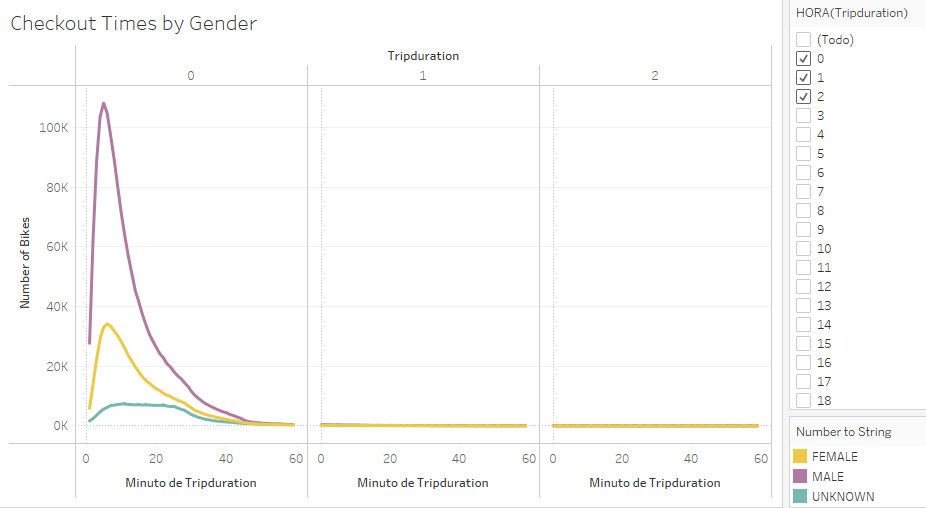 Checkout Times by Gender
Tripduration
0
1
2
Number of Bikes
100K
80K
60K
40K
20K
0K
0 20 40 60
0 20 40 60
0 20 40 60
Minuto de Tripduration
Minuto de Tripduration
Minuto de Tripduration
HORA(Tripduration)
(Todo)
0
1
2
3
4
5
6
7
8
9
10
11
12
13
14
15
16
17
18
Number to String
FEMALE
MALE
UNKNOWN